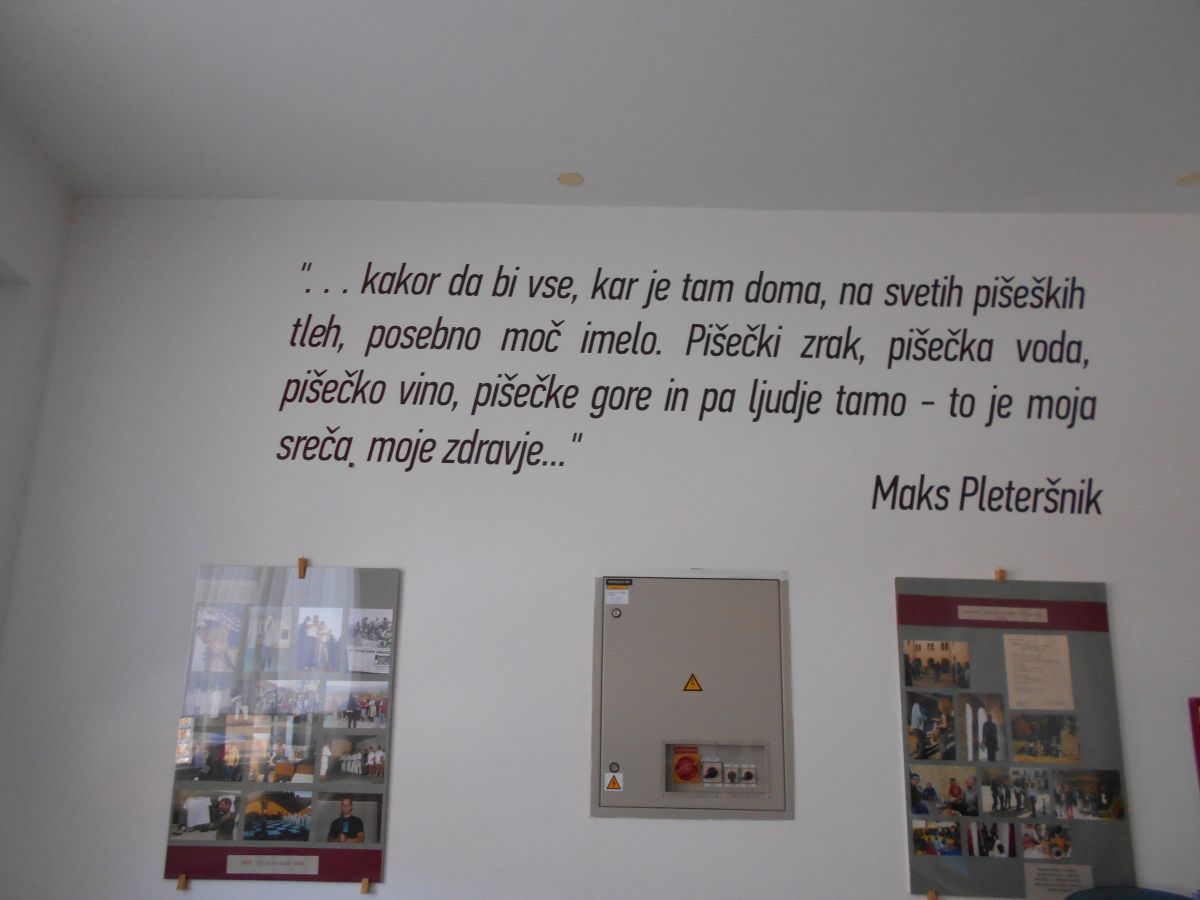 ". . . kakor da bi vse, kar je tam doma, na svetih pišeških
tleh, posebno moč imelo. Pišečki zrak, pišečka voda,
pišečko vino, pišečke gore in pa ljudje tamo - to je moja
sreča, moje zdravje..."
Maks Pleteršnik